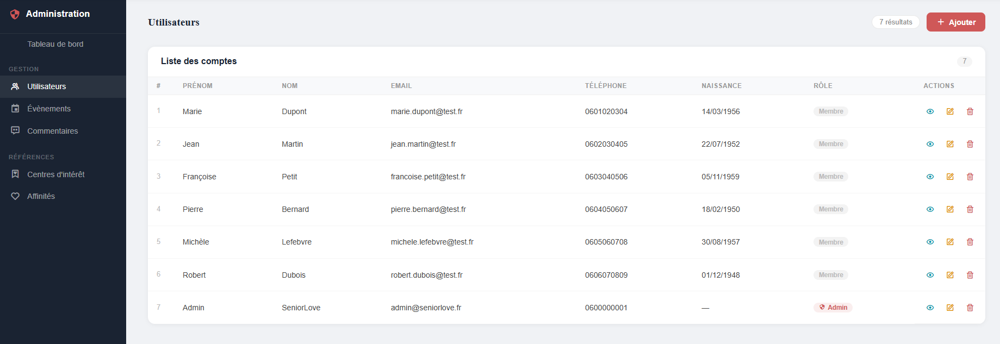 Administration
Tableau de bord
GESTION
Utilisateurs
Évènements
Commentaires
RÉFÉRENCES
Centres d'intérêt
Affinités
Utilisateurs
7 résultats
+ Ajouter
Liste des comptes
7
# PRÉNOM NOM EMAIL TÉLÉPHONE NAISSANCE RÔLE ACTIONS
1 Marie Dupont marie.dupont@test.fr 0601020304 14/03/1956 Membre
2 Jean Martin jean.martin@test.fr 0602030405 22/07/1952 Membre
3 Françoise Petit francoise.petit@test.fr 0603040506 05/11/1959 Membre
4 Pierre Bernard pierre.bernard@test.fr 0604050607 18/02/1950 Membre
5 Michèle Lefebvre michele.lefebvre@test.fr 0605060708 30/08/1957 Membre
6 Robert Dubois robert.dubois@test.fr 0606070809 01/12/1948 Membre
7 Admin SeniorLove admin@seniorlove.fr 0600000001 — Admin